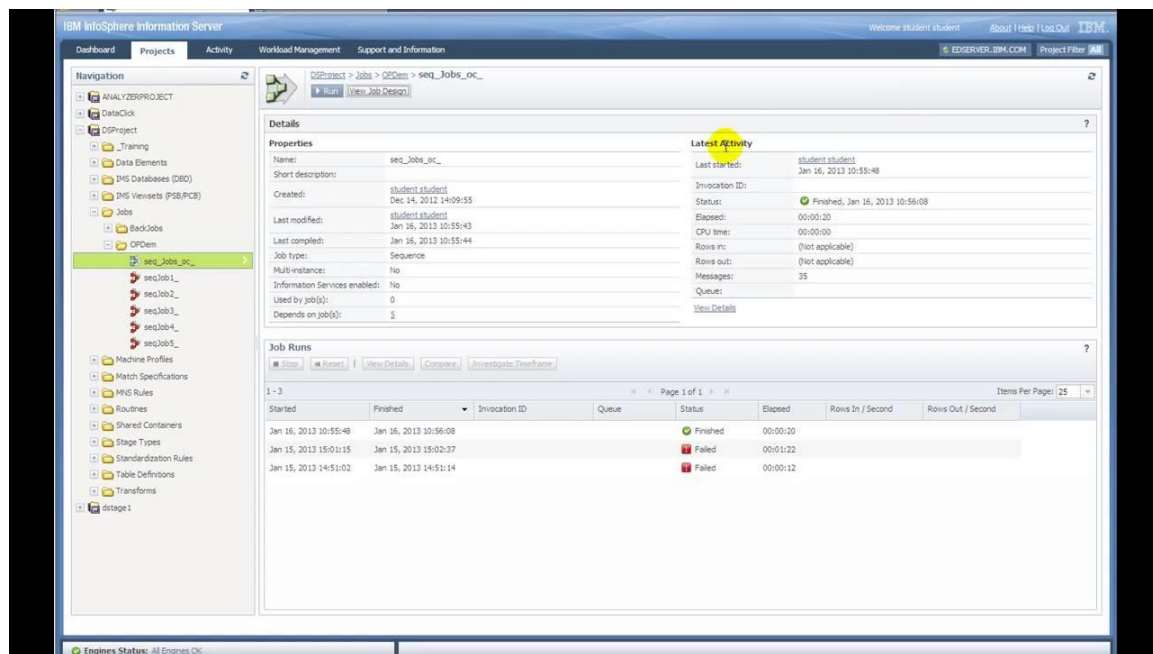 IBM InfoSphere Information Server
Welcome student student About | Help | Log Out IBM.
Dashboard Projects Activity Workload Management Support and Information
EDSERVER.IBM.COM Project Filter All
Navigation
ANALYZERPROJECT
DataClick
DSProject
_Training
Data Elements
IMS Databases (DBD)
IMS Viewsets (PSB/PCB)
Jobs
BackJobs
OPDem
seq_Jobs_oc_
seqJob1_
seqJob2_
seqJob3_
seqJob4_
seqJob5_
Machine Profiles
Match Specifications
MNS Rules
Routines
Shared Containers
Stage Types
Standardization Rules
Table Definitions
Transforms
dstage1
DSProject > Jobs > OPDem > seq_Jobs_oc_
Run View Job Design
Details ?
Properties
Name: seq_Jobs_oc_
Short description:
Created: student student
Dec 14, 2012 14:09:55
Last modified: student student
Jan 16, 2013 10:55:43
Last compiled: Jan 16, 2013 10:55:44
Job type: Sequence
Multi-instance: No
Information Services enabled: No
Used by job(s): 0
Depends on job(s): 5
Latest Activity
Last started: student student
Jan 16, 2013 10:55:48
Invocation ID:
Status: Finished, Jan 16, 2013 10:56:08
Elapsed: 00:00:20
CPU time: 00:00:00
Rows in: (Not applicable)
Rows out: (Not applicable)
Messages: 35
Queue:
View Details
Job Runs ?
Stop Reset | View Details Compare Investigate Timeframe
1 - 3 Page 1 of 1 Items Per Page: 25
Started Finished Invocation ID Queue Status Elapsed Rows In / Second Rows Out / Second
Jan 16, 2013 10:55:48 Jan 16, 2013 10:56:08 Finished 00:00:20
Jan 15, 2013 15:01:15 Jan 15, 2013 15:02:37 Failed 00:01:22
Jan 15, 2013 14:51:02 Jan 15, 2013 14:51:14 Failed 00:00:12
Engines Status: All Engines OK